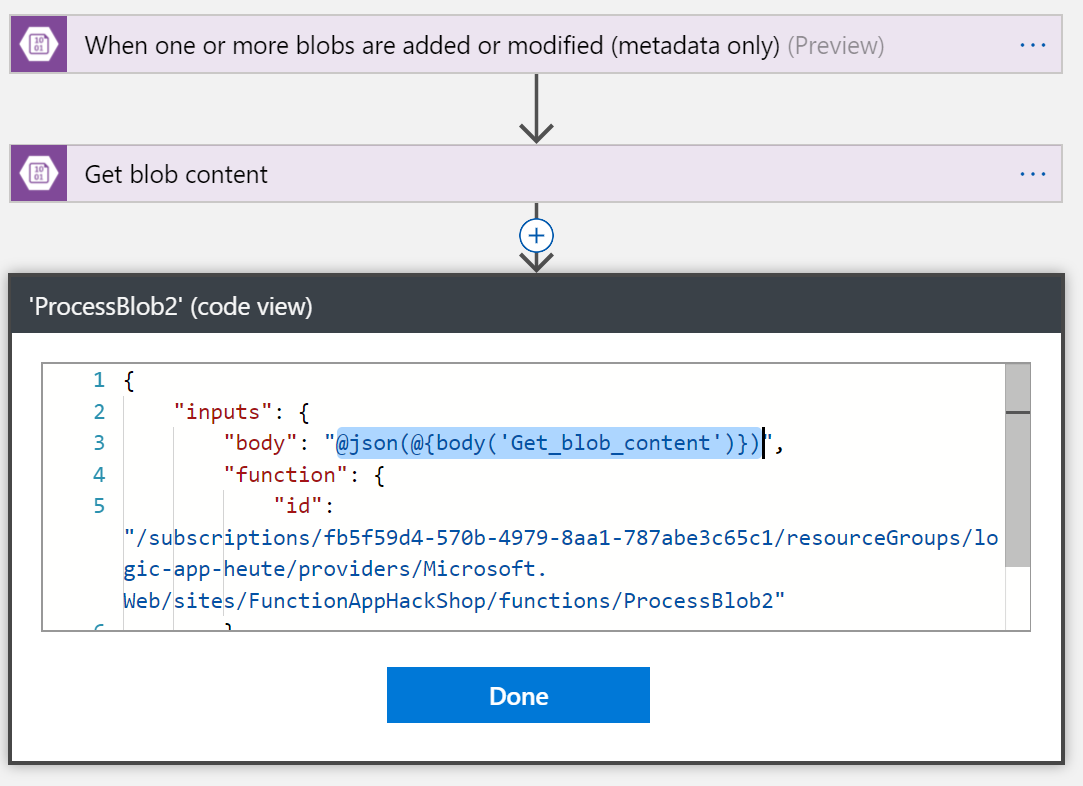 When one or more blobs are added or modified (metadata only) (Preview)
Get blob content
'ProcessBlob2' (code view)
1 {
2 "inputs": {
3 "body": "@json(@{body('Get_blob_content')})",
4 "function": {
5 "id":
"/subscriptions/fb5f59d4-570b-4979-8aa1-787abe3c65c1/resourceGroups/lo
gic-app-heute/providers/Microsoft.
Web/sites/FunctionAppHackShop/functions/ProcessBlob2"
6 }
Done